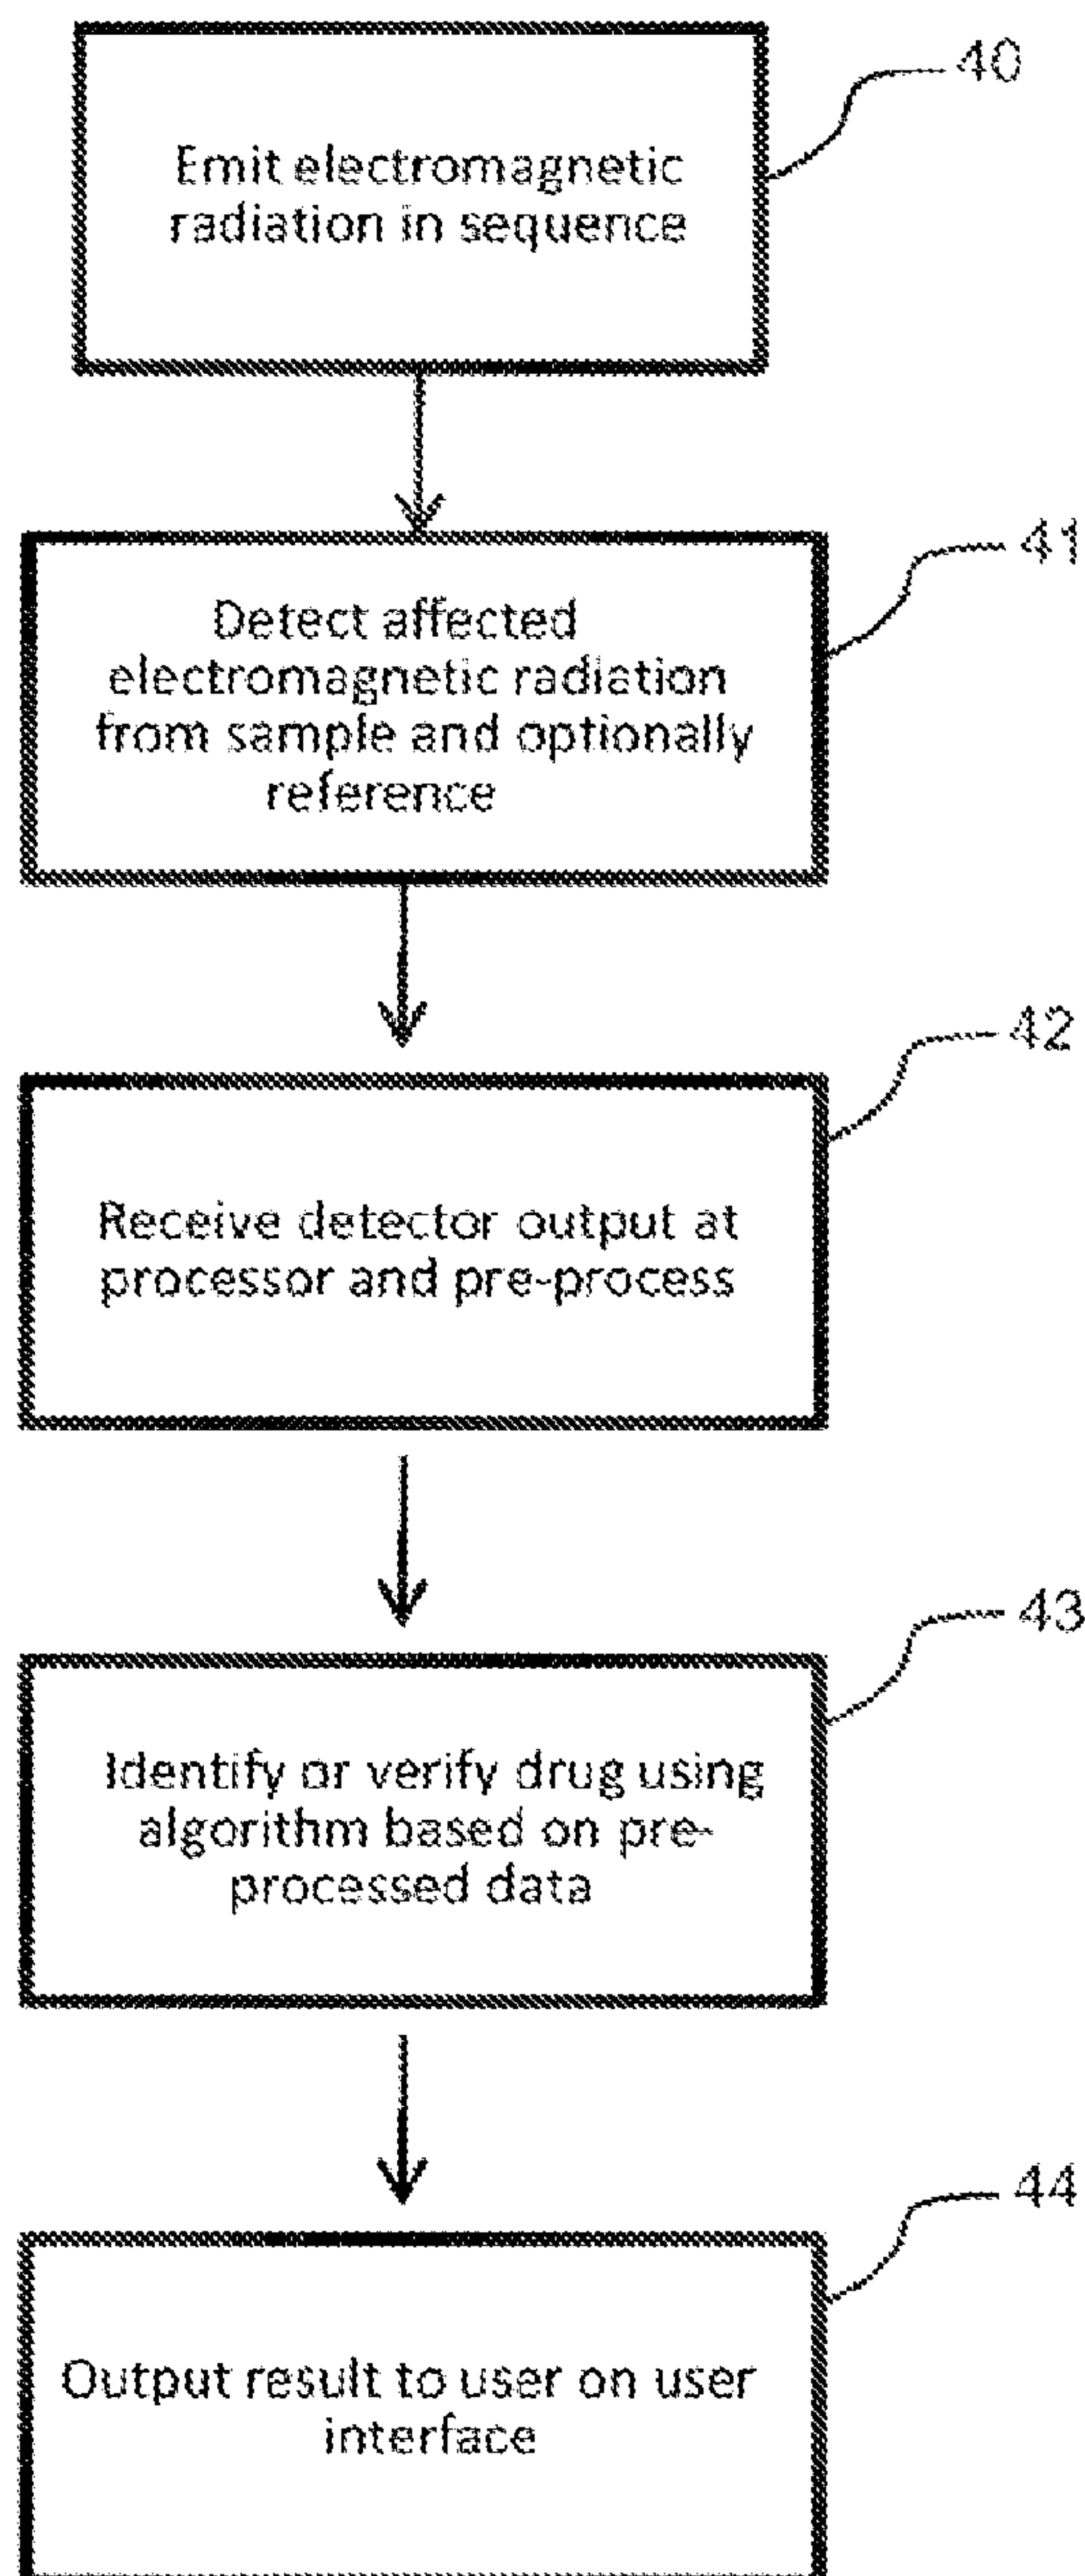 40
Emit electromagnetic
radiation in sequence
41
Detect affected
electromagnetic radiation
from sample and optionally
reference
42
Receive detector output at
processor and pre-process
43
Identify or verify drug using
algorithm based on pre-
processed data
44
Output result to user on user
interface